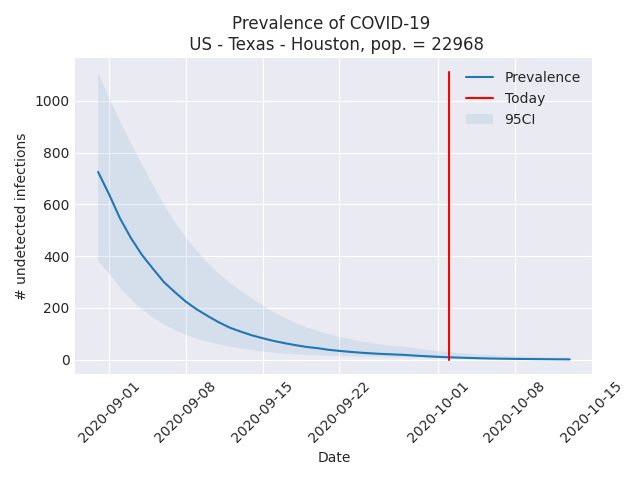 Prevalence of COVID-19
US - Texas - Houston, pop. = 22968
Prevalence
Today
95CI
1000
800
600
400
200
0
# undetected infections
2020-09-01
2020-09-08
2020-09-15
2020-09-22
2020-10-01
2020-10-08
2020-10-15
Date